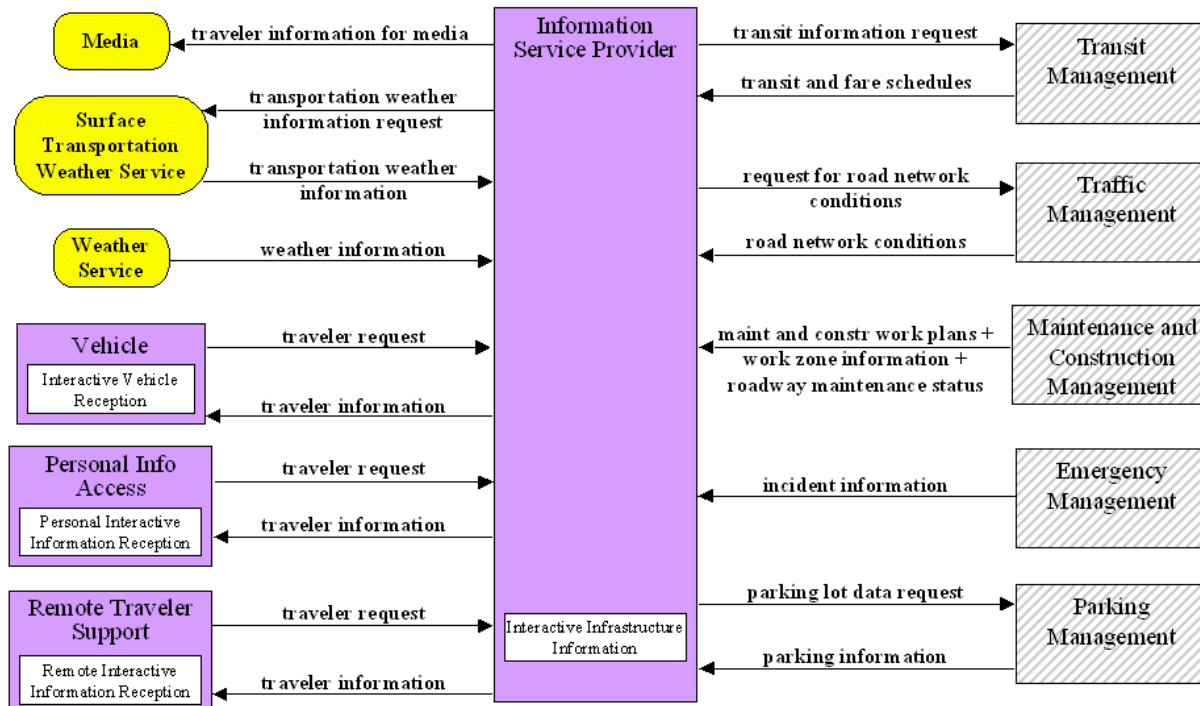 Media
traveler information for media
Information
Service Provider
transit information request
Transit
Management
transit and fare schedules
Surface
Transportation
Weather Service
transportation weather
information request
transportation weather
information
request for road network
conditions
Traffic
Management
road network conditions
Weather
Service
weather information
Vehicle
Interactive Vehicle
Reception
traveler request
traveler information
maint and constr work plans +
work zone information +
roadway maintenance status
Maintenance and
Construction
Management
Personal Info
Access
Personal Interactive
Information Reception
traveler request
traveler information
incident information
Emergency
Management
Remote Traveler
Support
Remote Interactive
Information Reception
traveler request
traveler information
Interactive Infrastructure
Information
parking lot data request
parking information
Parking
Management